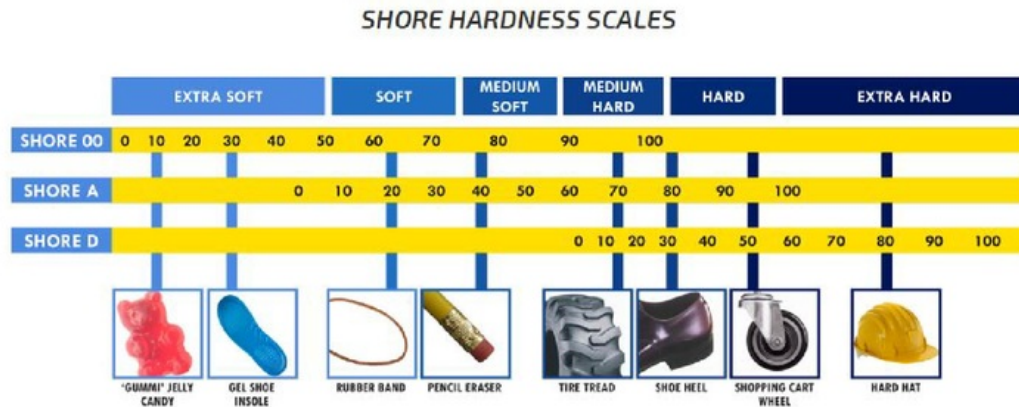 SHORE HARDNESS SCALES
EXTRA SOFT SOFT MEDIUM SOFT MEDIUM HARD HARD EXTRA HARD
SHORE 00 0 10 20 30 40 50 60 70 80 90 100
SHORE A 0 10 20 30 40 50 60 70 80 90 100
SHORE D 0 10 20 30 40 50 60 70 80 90 100
"GUMMI" JELLY CANDY GEL SHOE INSOLE RUBBER BAND PENCIL ERASER TIRE TREAD SHOE HEEL SHOPPING CART WHEEL HARD HAT